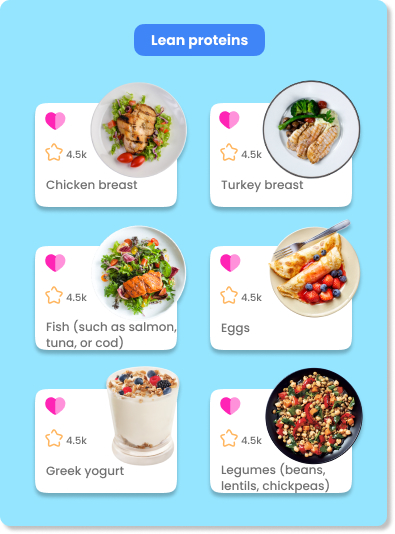 Lean proteins
4.5k
4.5k
Chicken breast
Turkey breast
4.5k
4.5k
Fish (such as salmon,
tuna, or cod)
Eggs
4.5k
4.5k
Greek yogurt
Legumes (beans,
lentils, chickpeas)